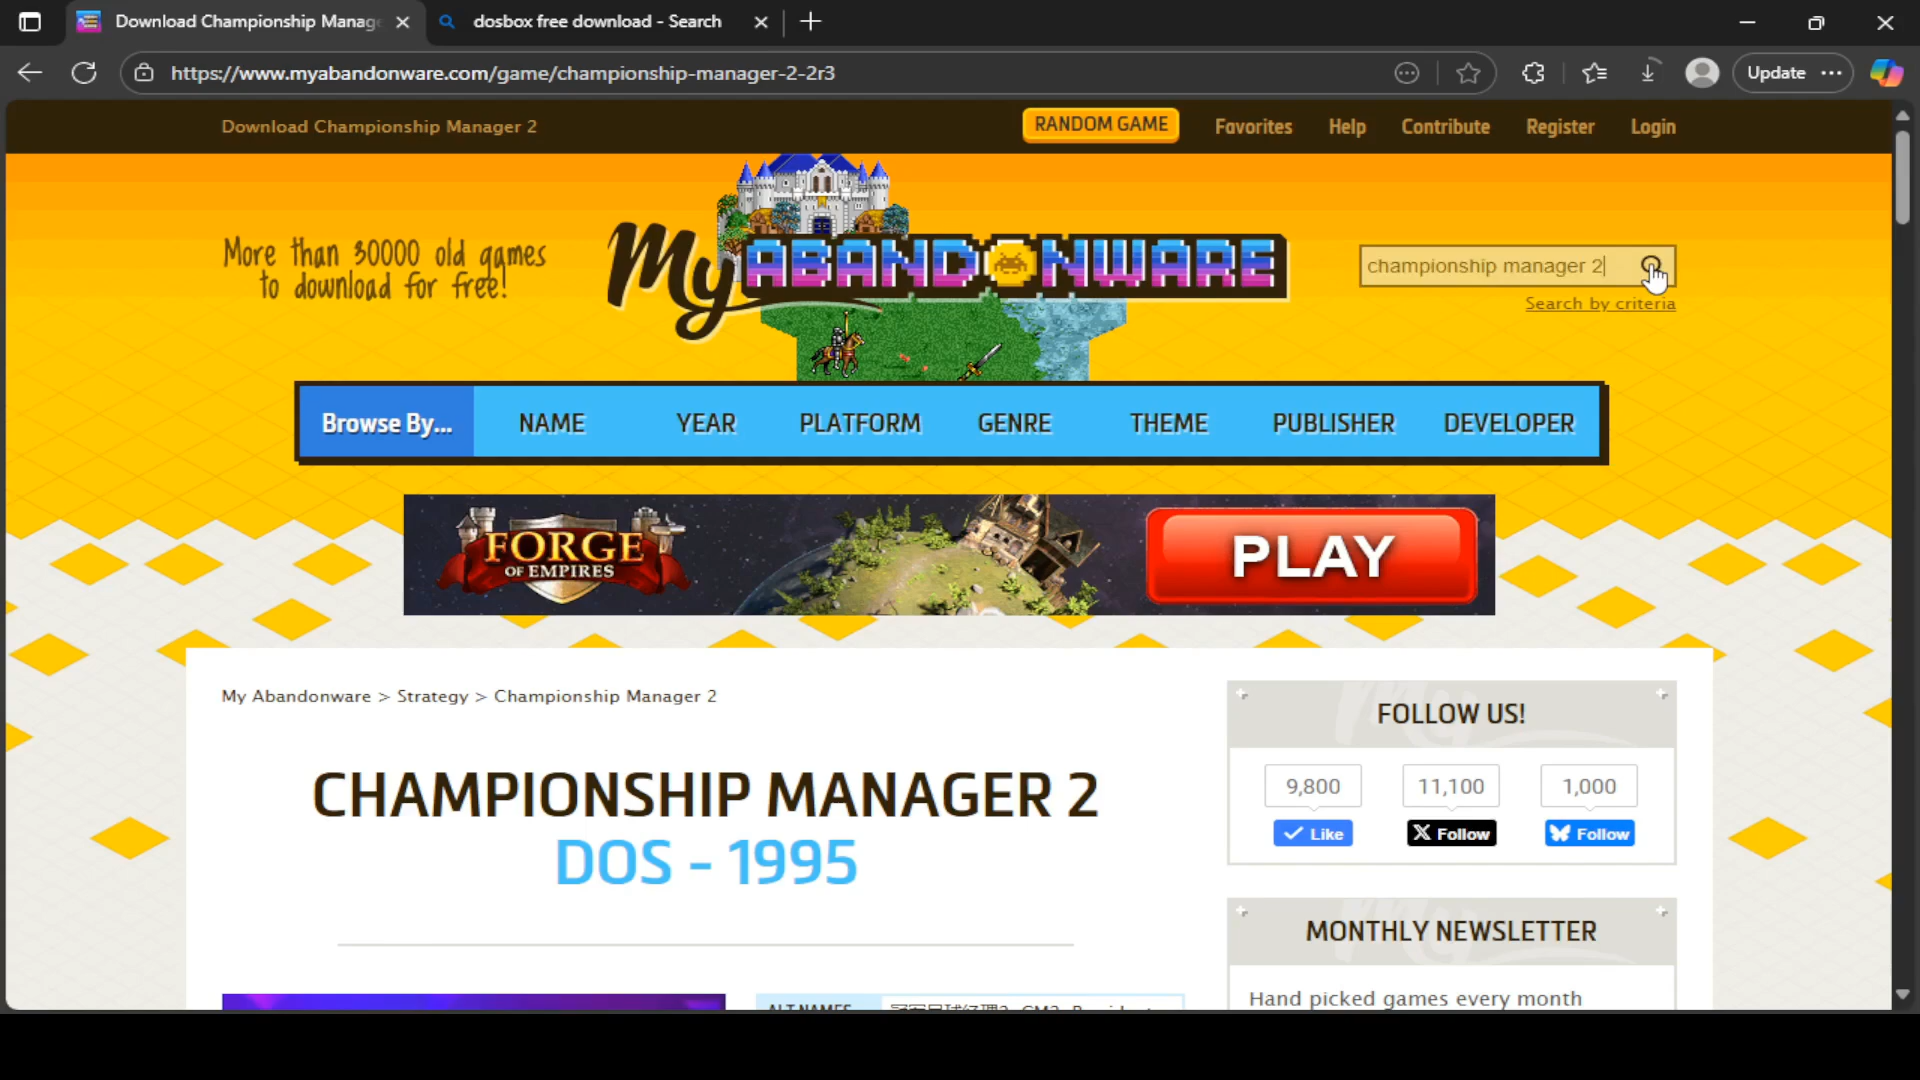 Download Championship Manag
dosbox free download - Search
https://www.myabandonware.com/game/championship-manager-2-2r3
Update
Download Championship Manager 2
RANDOM GAME
Favorites
Help
Contribute
Register
Login
More than 30000 old games
to download for free!
My ABANDONWARE
championship manager 2
Search by criteria
Browse By...
NAME
YEAR
PLATFORM
GENRE
THEME
PUBLISHER
DEVELOPER
FORGE
OF EMPIRES
PLAY
My Abandonware > Strategy > Championship Manager 2
CHAMPIONSHIP MANAGER 2
DOS - 1995
FOLLOW US!
9,800
11,100
1,000
Like
X Follow
Follow
MONTHLY NEWSLETTER
Hand picked games every month
ALT NAMES